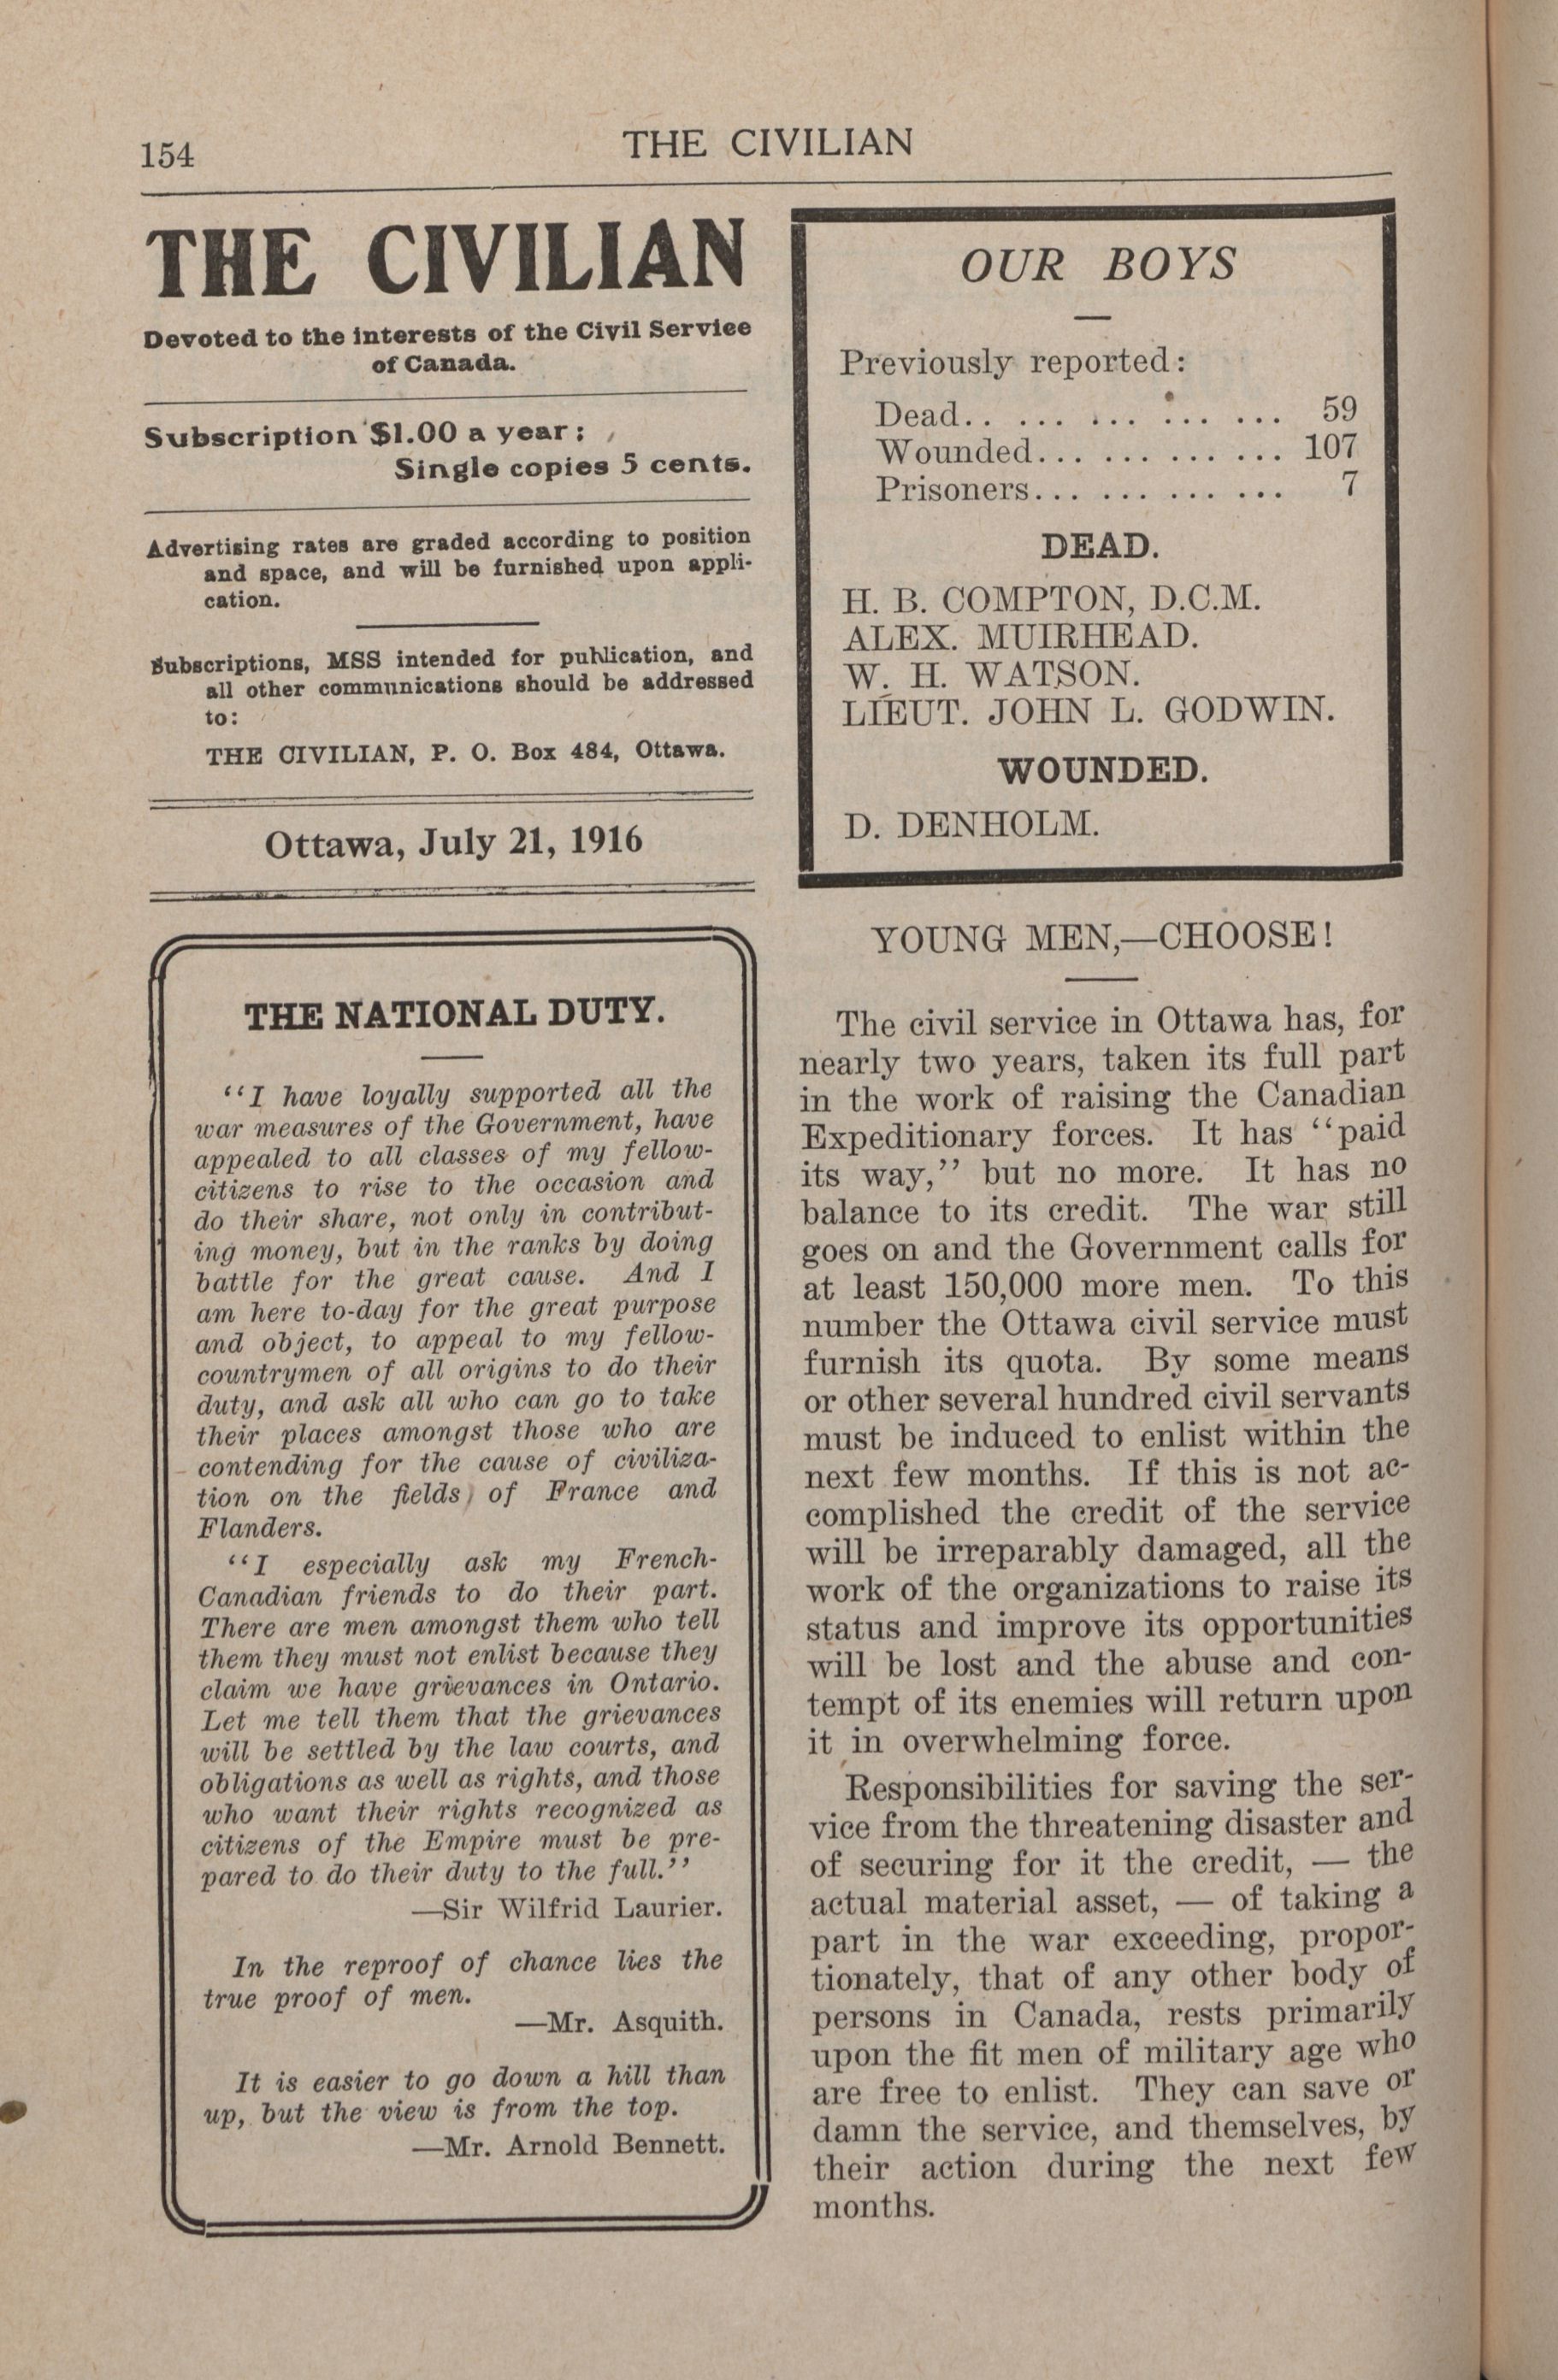 154
THE CIVILIAN
THE CIVILIAN
Devoted to the interests of the Civil Service
of Canada.
Subscription $1.00 a year;
Single copies 5 cents.
Advertising rates are graded according to position
and space, and will be furnished upon appli-
cation.
Subscriptions, MSS intended for publication, and
all other communications should be addressed
to:
THE CIVILIAN, P. O. Box 484, Ottawa.
Ottawa, July 21, 1916
THE NATIONAL DUTY.
"I have loyally supported all the
war measures of the Government, have
appealed to all classes of my fellow-
citizens to rise to the occasion and
do their share, not only in contribut-
ing money, but in the ranks by doing
battle for the great cause. And I
am here to-day for the great purpose
and object, to appeal to my fellow-
countrymen of all origins to do their
duty, and ask all who can go to take
their places amongst those who are
contending for the cause of civiliza-
tion on the fields of France and
Flanders.
"I especially ask my French-
Canadian friends to do their part.
There are men amongst them who tell
them they must not enlist because they
claim we have grievances in Ontario.
Let me tell them that the grievances
will be settled by the law courts, and
obligations as well as rights, and those
who want their rights recognized as
citizens of the Empire must be pre-
pared to do their duty to the full."
—Sir Wilfrid Laurier.
In the reproof of chance lies the
true proof of men.
—Mr. Asquith.
It is easier to go down a hill than
up, but the view is from the top.
—Mr. Arnold Bennett.
OUR BOYS
Previously reported:
Dead.. ... ... ... ... 59
Wounded... ... ... ... 107
Prisoners... ... ... ... 7
DEAD.
H. B. COMPTON, D.C.M.
ALEX. MUIRHEAD.
W. H. WATSON.
LIEUT. JOHN L. GODWIN.
WOUNDED.
D. DENHOLM.
YOUNG MEN,—CHOOSE!
The civil service in Ottawa has, for
nearly two years, taken its full part
in the work of raising the Canadian
Expeditionary forces. It has "paid
its way," but no more. It has no
balance to its credit. The war still
goes on and the Government calls for
at least 150,000 more men. To this
number the Ottawa civil service must
furnish its quota. By some means
or other several hundred civil servants
must be induced to enlist within the
next few months. If this is not ac-
complished the credit of the service
will be irreparably damaged, all the
work of the organizations to raise its
status and improve its opportunities
will be lost and the abuse and con-
tempt of its enemies will return upon
it in overwhelming force.
Responsibilities for saving the ser-
vice from the threatening disaster and
of securing for it the credit, — the
actual material asset, — of taking a
part in the war exceeding, propor-
tionately, that of any other body of
persons in Canada, rests primarily
upon the fit men of military age who
are free to enlist. They can save or
damn the service, and themselves, by
their action during the next few
months.